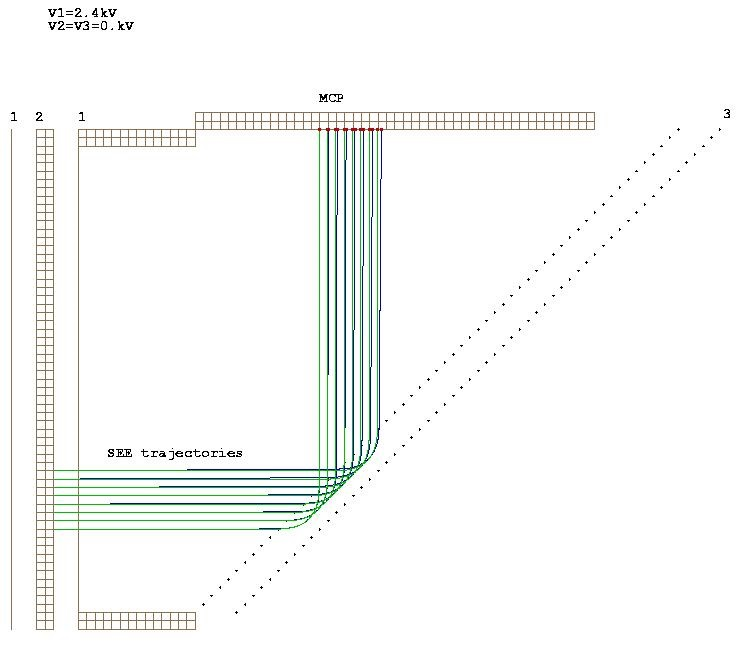 V1=2.4kV
V2=V3=0.kV
MCP
1 2 1 3
SEE trajectories